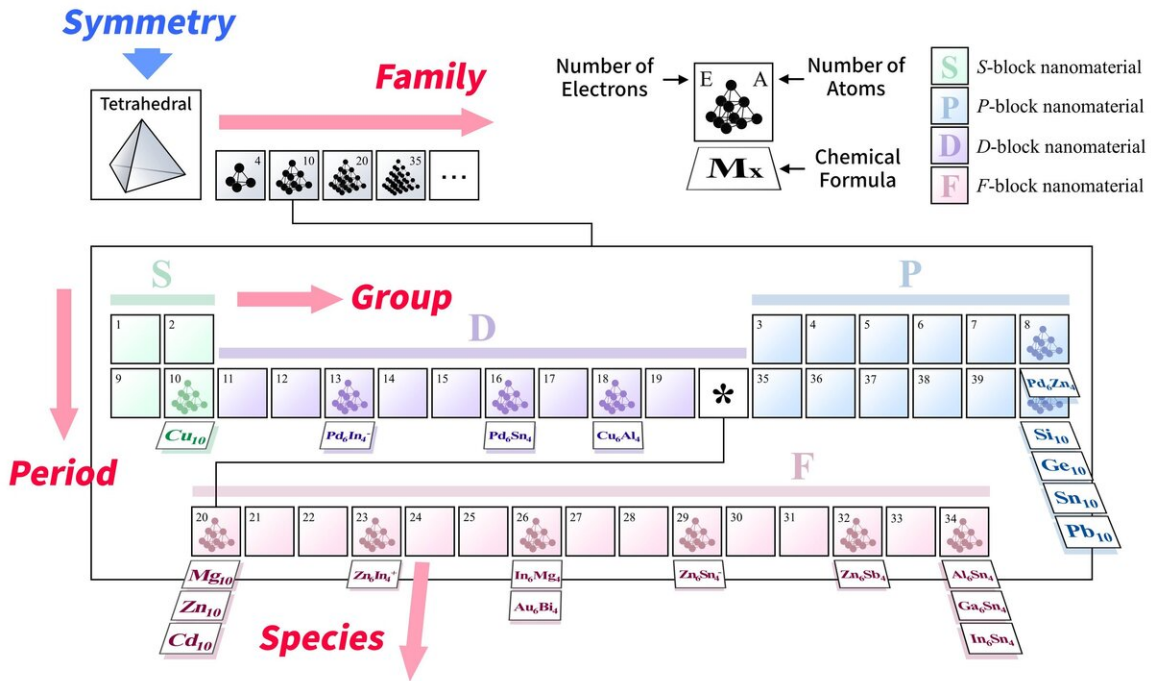 Symmetry
Tetrahedral
Family
4
10
20
35
...
Number of
Electrons
E
A
Number of
Atoms
Mx
Chemical
Formula
S
S-block nanomaterial
P
P-block nanomaterial
D
D-block nanomaterial
F
F-block nanomaterial
Period
Group
S
D
P
1
2
3
4
5
6
7
8
Pd6Zn4
9
10
11
12
13
14
15
16
17
18
19
*
35
36
37
38
39
Cu10
Pd6In4-
Pd6Sn4
Cu6Al4
Si10
Ge10
Sn10
Pb10
F
20
21
22
23
24
25
26
27
28
29
30
31
32
33
34
Mg10
Zn10
Cd10
Zn6In4+
In6Mg4
Au6Bi4
Zn6Sn4-
Zn6Sb4
Al6Sn4
Ga6Sn4
In6Sn4
Species